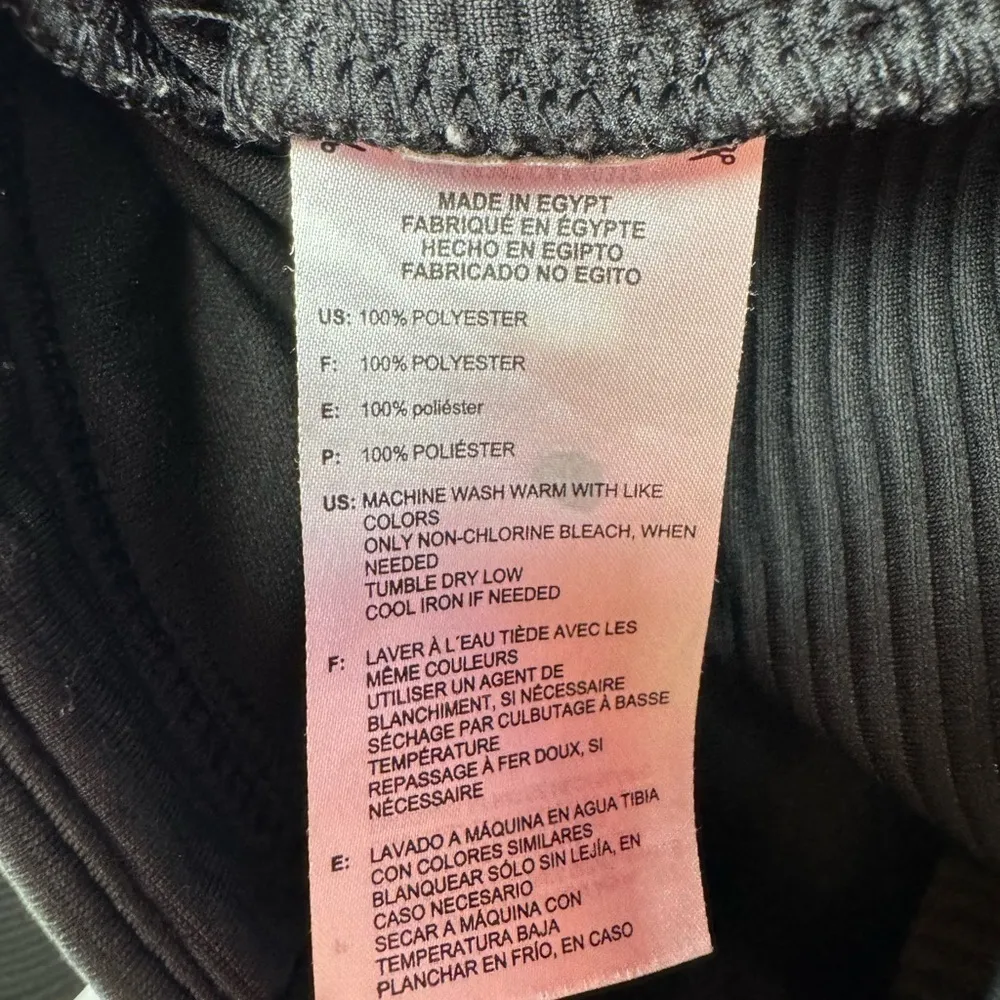 MADE IN EGYPT
FABRIQUÉ EN ÉGYPTE
HECHO EN EGIPTO
FABRICADO NO EGITO
US: 100% POLYESTER
F: 100% POLYESTER
E: 100% poliéster
P: 100% POLIÉSTER
US: MACHINE WASH WARM WITH LIKE
COLORS
ONLY NON-CHLORINE BLEACH, WHEN
NEEDED
TUMBLE DRY LOW
COOL IRON IF NEEDED
F: LAVER À L´EAU TIÈDE AVEC LES
MÊME COULEURS
UTILISER UN AGENT DE
BLANCHIMENT, SI NÉCESSAIRE
SÉCHAGE PAR CULBUTAGE À BASSE
TEMPÉRATURE
REPASSAGE À FER DOUX, SI
NÉCESSAIRE
E: LAVADO A MÁQUINA EN AGUA TIBIA
CON COLORES SIMILARES
BLANQUEAR SÓLO SIN LEJÍA, EN
CASO NECESARIO
SECAR A MÁQUINA CON
TEMPERATURA BAJA
PLANCHAR EN FRÍO, EN CASO